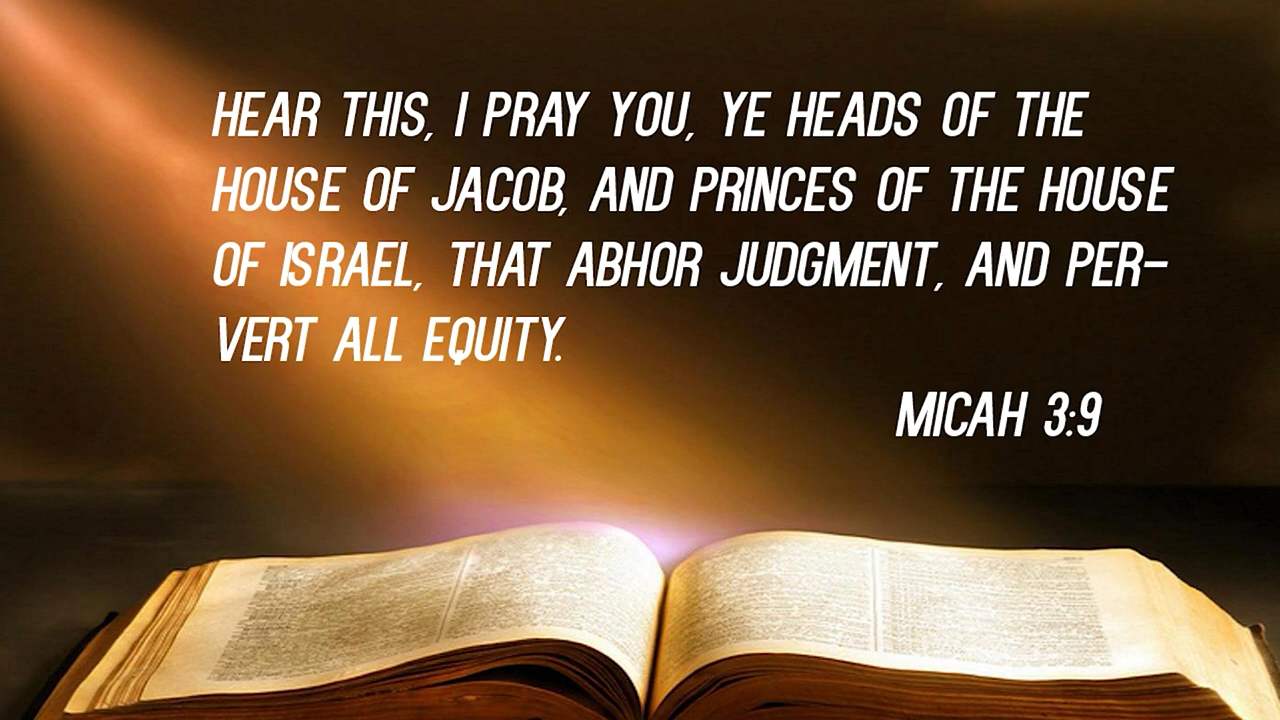 HEAR THIS, I PRAY YOU, YE HEADS OF THE
HOUSE OF JACOB, AND PRINCES OF THE HOUSE
OF ISRAEL, THAT ABHOR JUDGMENT, AND PER-
VERT ALL EQUITY.
MICAH 3:9